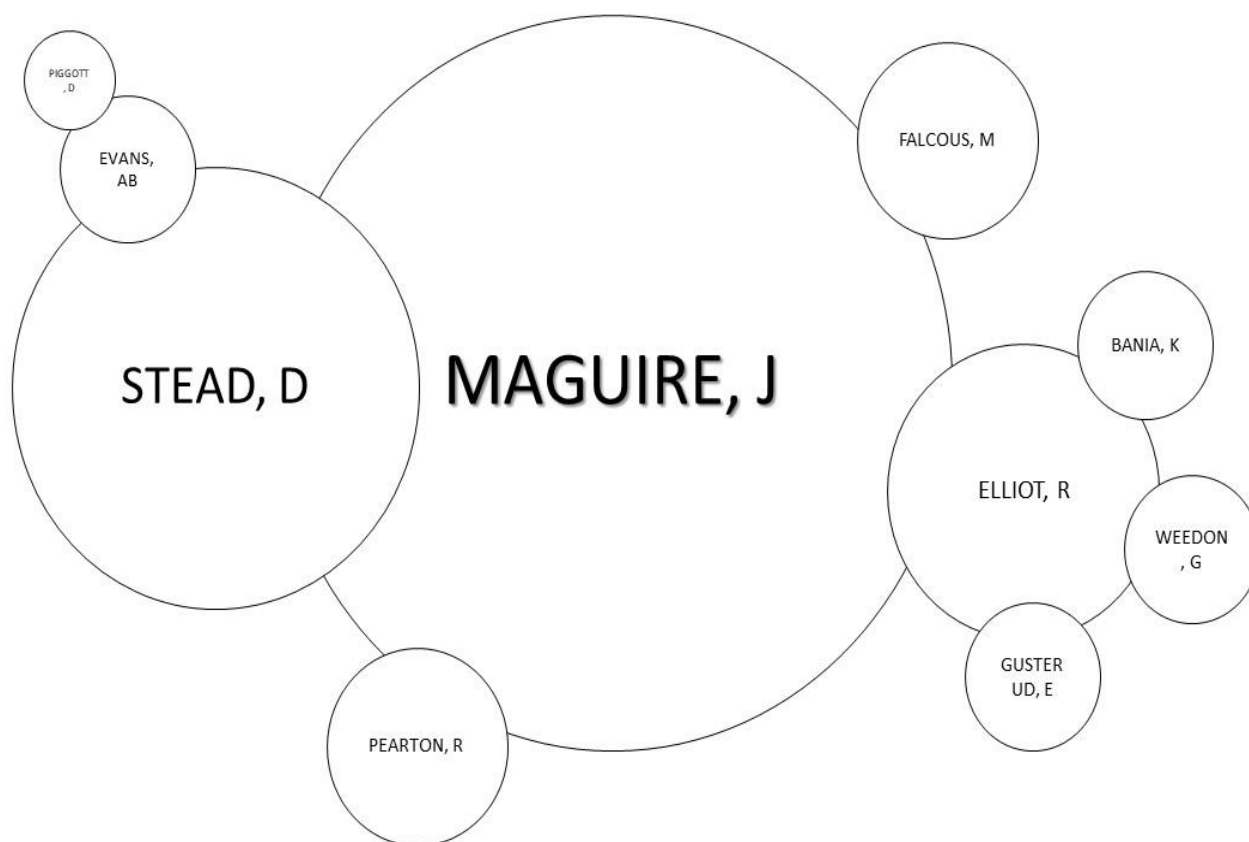 PIGGOTT
, D
EVANS,
AB
FALCOUS, M
BANIA, K
STEAD, D
MAGUIRE, J
ELLIOT, R
WEEDON
, G
GUSTER
UD, E
PEARTON, R